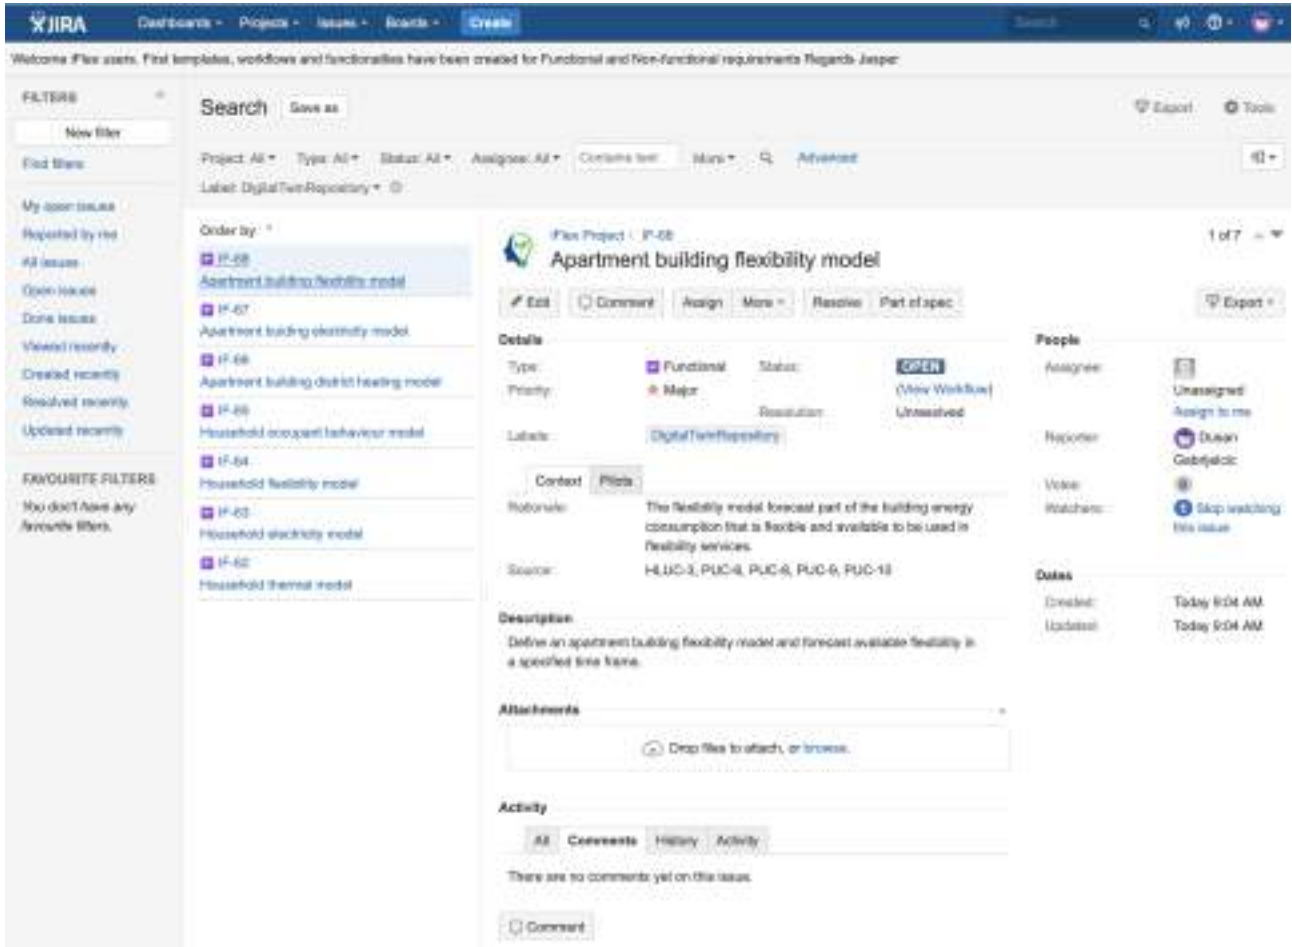 JIRA Dashboards Projects Issues Boards Create Search
Welcome iFlex users. First templates, workflows and functionalities have been created for Functional and Non-functional requirements Regards Jasper
FILTERS
New filter
Find filters
My open issues
Reported by me
All issues
Open issues
Done issues
Viewed recently
Created recently
Resolved recently
Updated recently
FAVOURITE FILTERS
You don't have any
favourite filters.
Search Save as
Export Tools
Project: All Type: All Status: All Assignee: All Contains text More Advanced
Label: DigitalTwinRepository
Order by
IF-68
Apartment building flexibility model
IF-67
Apartment building electricity model
IF-66
Apartment building district heating model
IF-65
Household occupant behaviour model
IF-64
Household flexibility model
IF-63
Household electricity model
IF-62
Household thermal model
iFlex Project / IF-68
1 of 7
Apartment building flexibility model
Edit Comment Assign More Resolve Part of spec Export
Details
Type: Functional Status: OPEN
Priority: Major (View Workflow)
Resolution: Unresolved
Labels: DigitalTwinRepository
Context Pilots
Rationale: The flexibility model forecast part of the building energy
consumption that is flexible and available to be used in
flexibility services.
Source: HLUC-3, PUC-8, PUC-9, PUC-10
Description
Define an apartment building flexibility model and forecast available flexibility in
a specified time frame.
Attachments
Drop files to attach, or browse.
Activity
All Comments History Activity
There are no comments yet on this issue.
Comment
People
Assignee: Unassigned
Assign to me
Reporter: Dusan
Gabrijelcic
Votes: 0
Watchers: Stop watching
this issue
Dates
Created: Today 9:04 AM
Updated: Today 9:04 AM